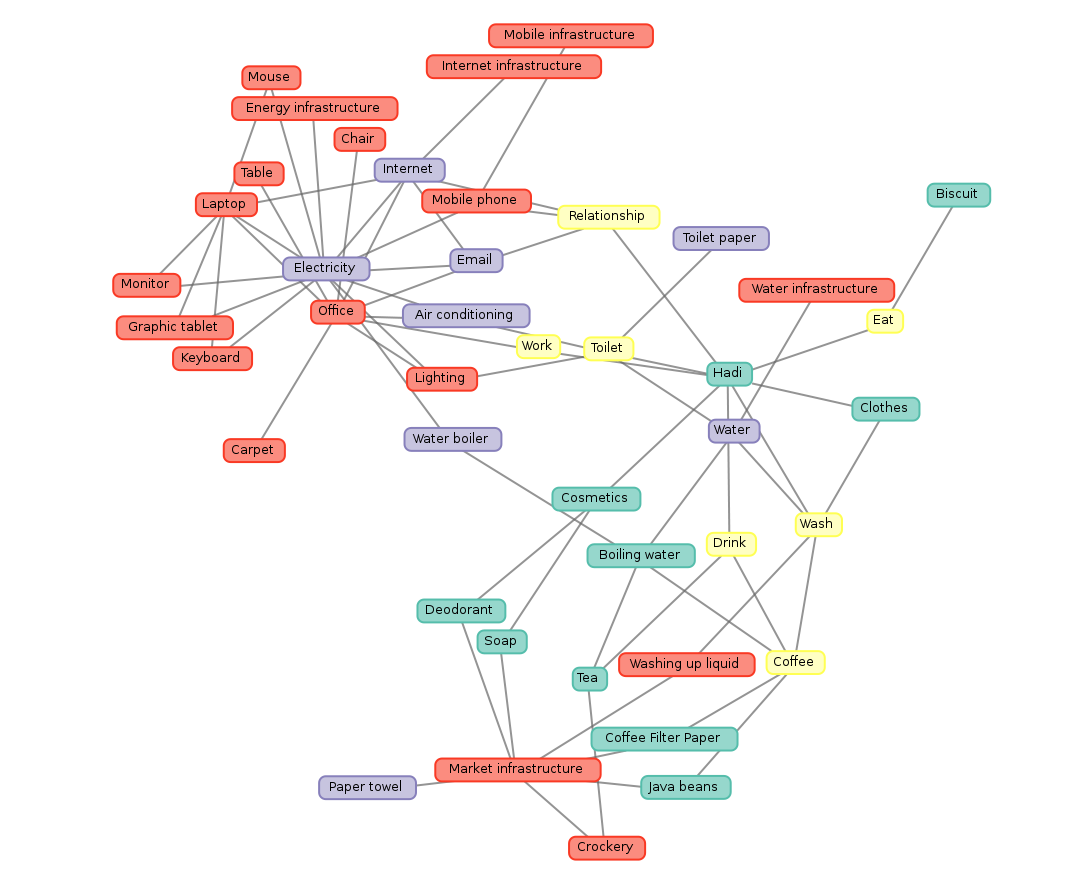 Mobile infrastructure
Internet infrastructure
Mouse
Energy infrastructure
Chair
Internet
Table
Biscuit
Mobile phone
Laptop
Relationship
Toilet paper
Email
Electricity
Monitor
Water infrastructure
Office
Air conditioning
Eat
Graphic tablet
Work
Toilet
Keyboard
Hadi
Lighting
Clothes
Water
Water boiler
Carpet
Cosmetics
Wash
Drink
Boiling water
Deodorant
Soap
Coffee
Washing up liquid
Tea
Coffee Filter Paper
Market infrastructure
Paper towel
Java beans
Crockery